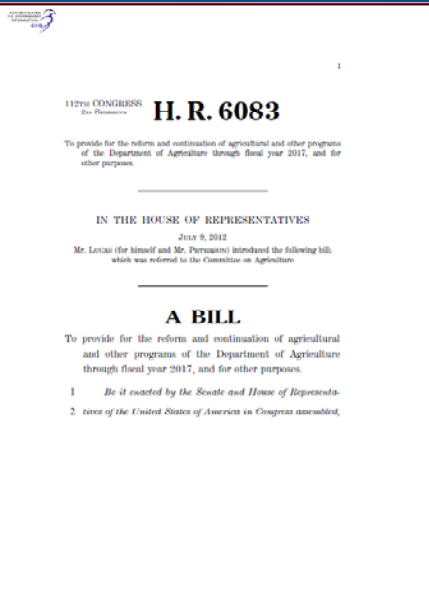 GPO
I
112TH CONGRESS
2D SESSION
H. R. 6083
To provide for the reform and continuation of agricultural and other programs
of the Department of Agriculture through fiscal year 2017, and for
other purposes.
IN THE HOUSE OF REPRESENTATIVES
JULY 9, 2012
Mr. LUCAS (for himself and Mr. PETERSON) introduced the following bill;
which was referred to the Committee on Agriculture
A BILL
To provide for the reform and continuation of agricultural
and other programs of the Department of Agriculture
through fiscal year 2017, and for other purposes.
1 Be it enacted by the Senate and House of Representa-
2 tives of the United States of America in Congress assembled,